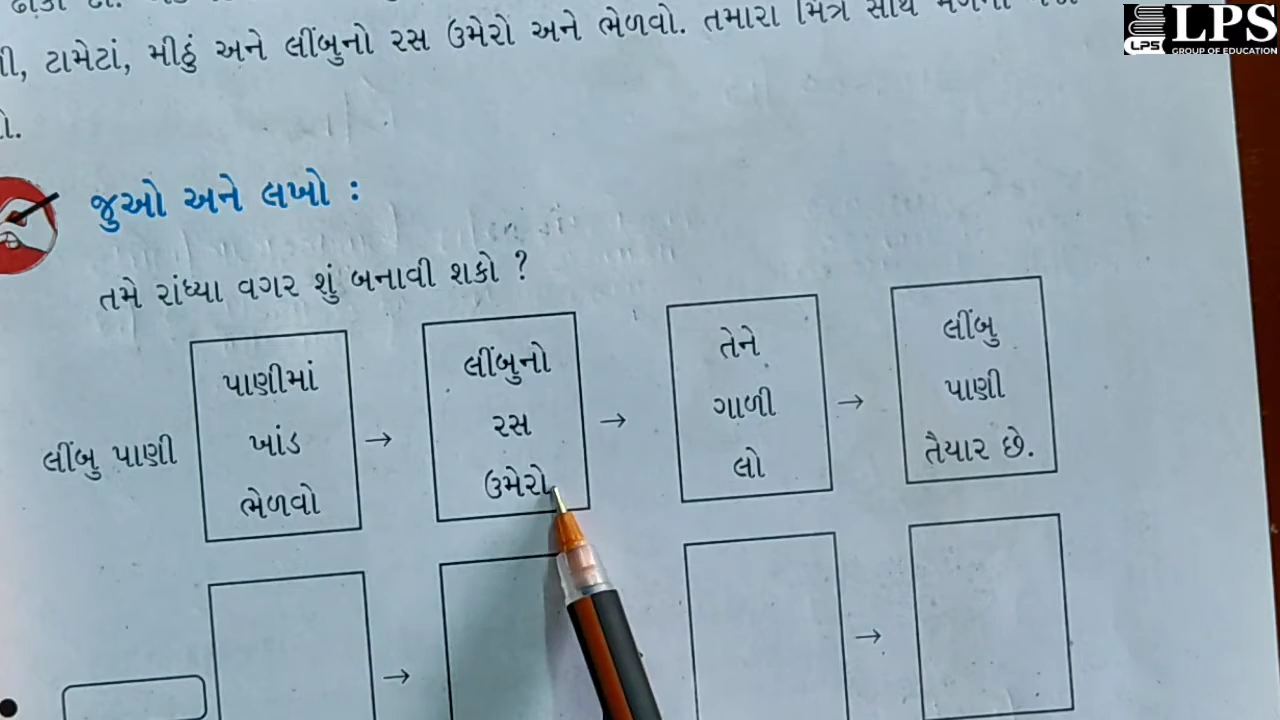 LPS
GROUP OF EDUCATION
LPS
ટામેટાં, મીઠું અને લીંબુનો રસ ઉમેરો અને ભેળવો. તમારા મિત્ર સાથે
જુઓ અને લખો :
તમે રાંધ્યા વગર શું બનાવી શકો ?
લીંબુ પાણી
પાણીમાં
ખાંડ
ભેળવો
→
લીંબુનો
રસ
ઉમેરો
→
તેને
ગાળી
લો
→
લીંબુ
પાણી
તૈયાર છે.
→
→